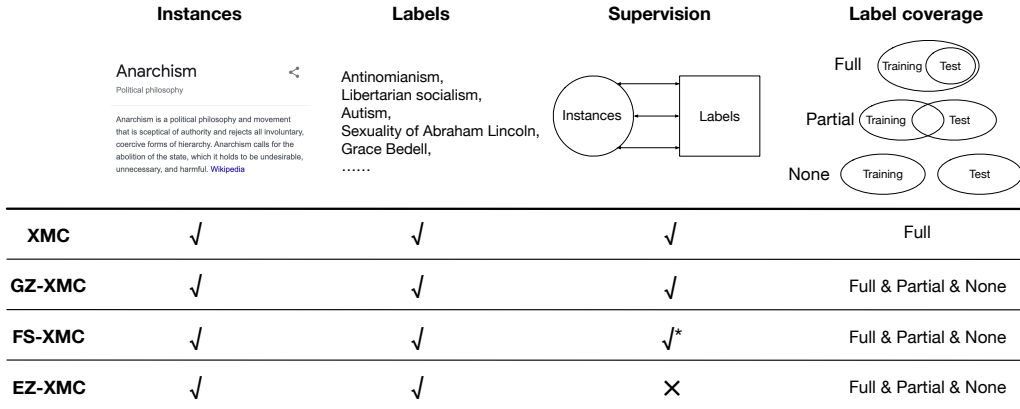 Instances Labels Supervision Label coverage
Anarchism
Political philosophy
Anarchism is a political philosophy and movement
that is sceptical of authority and rejects all involuntary,
coercive forms of hierarchy. Anarchism calls for the
abolition of the state, which it holds to be undesirable,
unnecessary, and harmful. Wikipedia
Antinomianism,
Libertarian socialism,
Autism,
Sexuality of Abraham Lincoln,
Grace Bedell,
......
Instances Labels
Full Training Test
Partial Training Test
None Training Test
XMC √ √ √ Full
GZ-XMC √ √ √ Full & Partial & None
FS-XMC √ √ √* Full & Partial & None
EZ-XMC √ √ × Full & Partial & None